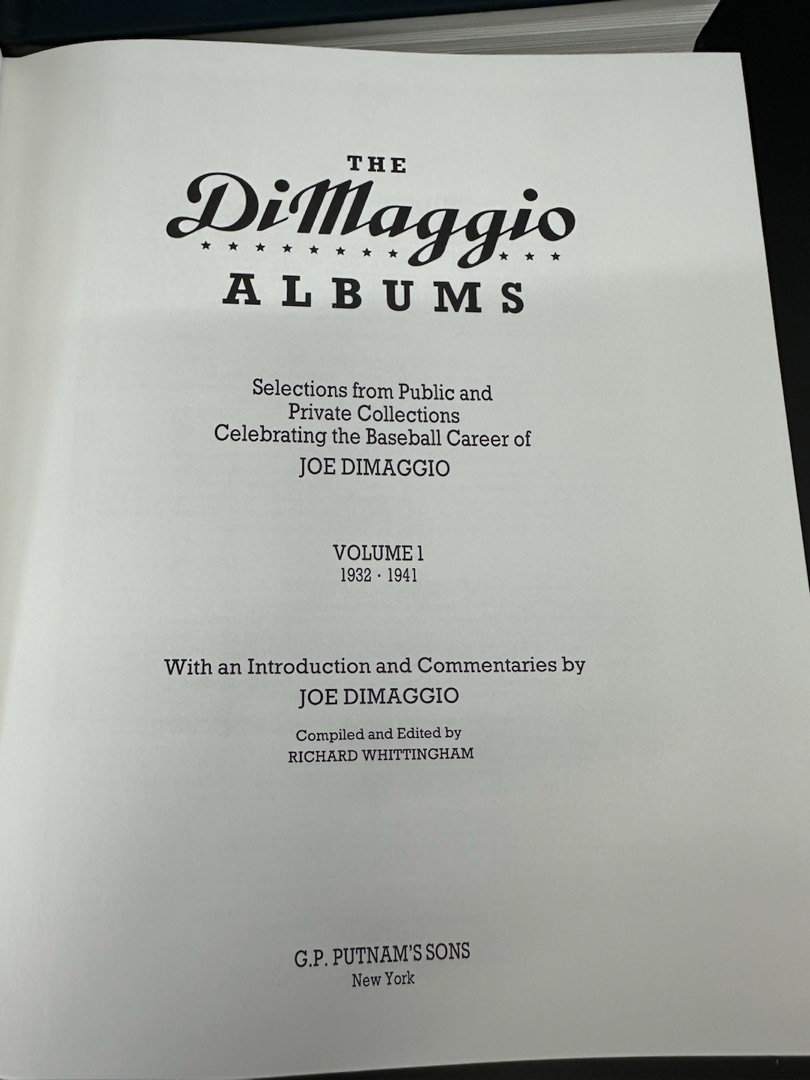 THE
DiMaggio
ALBUMS
Selections from Public and
Private Collections
Celebrating the Baseball Career of
JOE DIMAGGIO
VOLUME 1
1932 · 1941
With an Introduction and Commentaries by
JOE DIMAGGIO
Compiled and Edited by
RICHARD WHITTINGHAM
G.P. PUTNAM'S SONS
New York